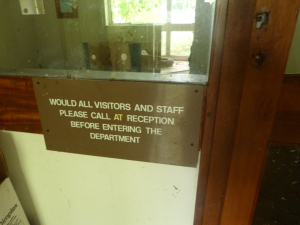 WOULD ALL VISITORS AND STAFF
PLEASE CALL AT RECEPTION
BEFORE ENTERING THE
DEPARTMENT